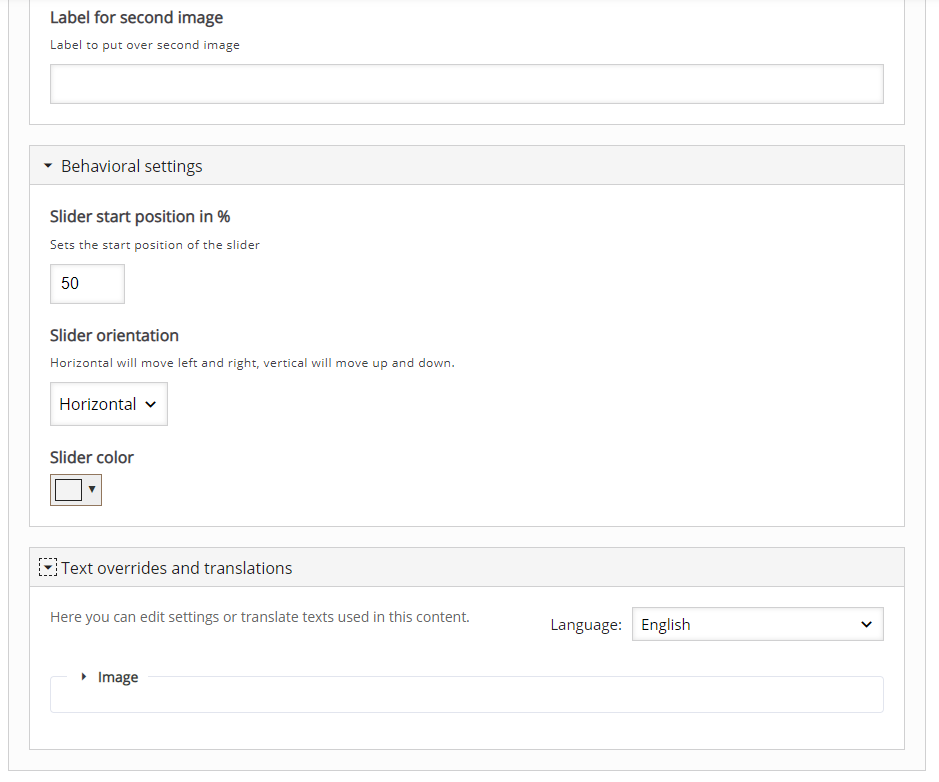 Label for second image
Label to put over second image
Behavioral settings
Slider start position in %
Sets the start position of the slider
50
Slider orientation
Horizontal will move left and right, vertical will move up and down.
Horizontal
Slider color
Text overrides and translations
Here you can edit settings or translate texts used in this content.
Language: English
Image